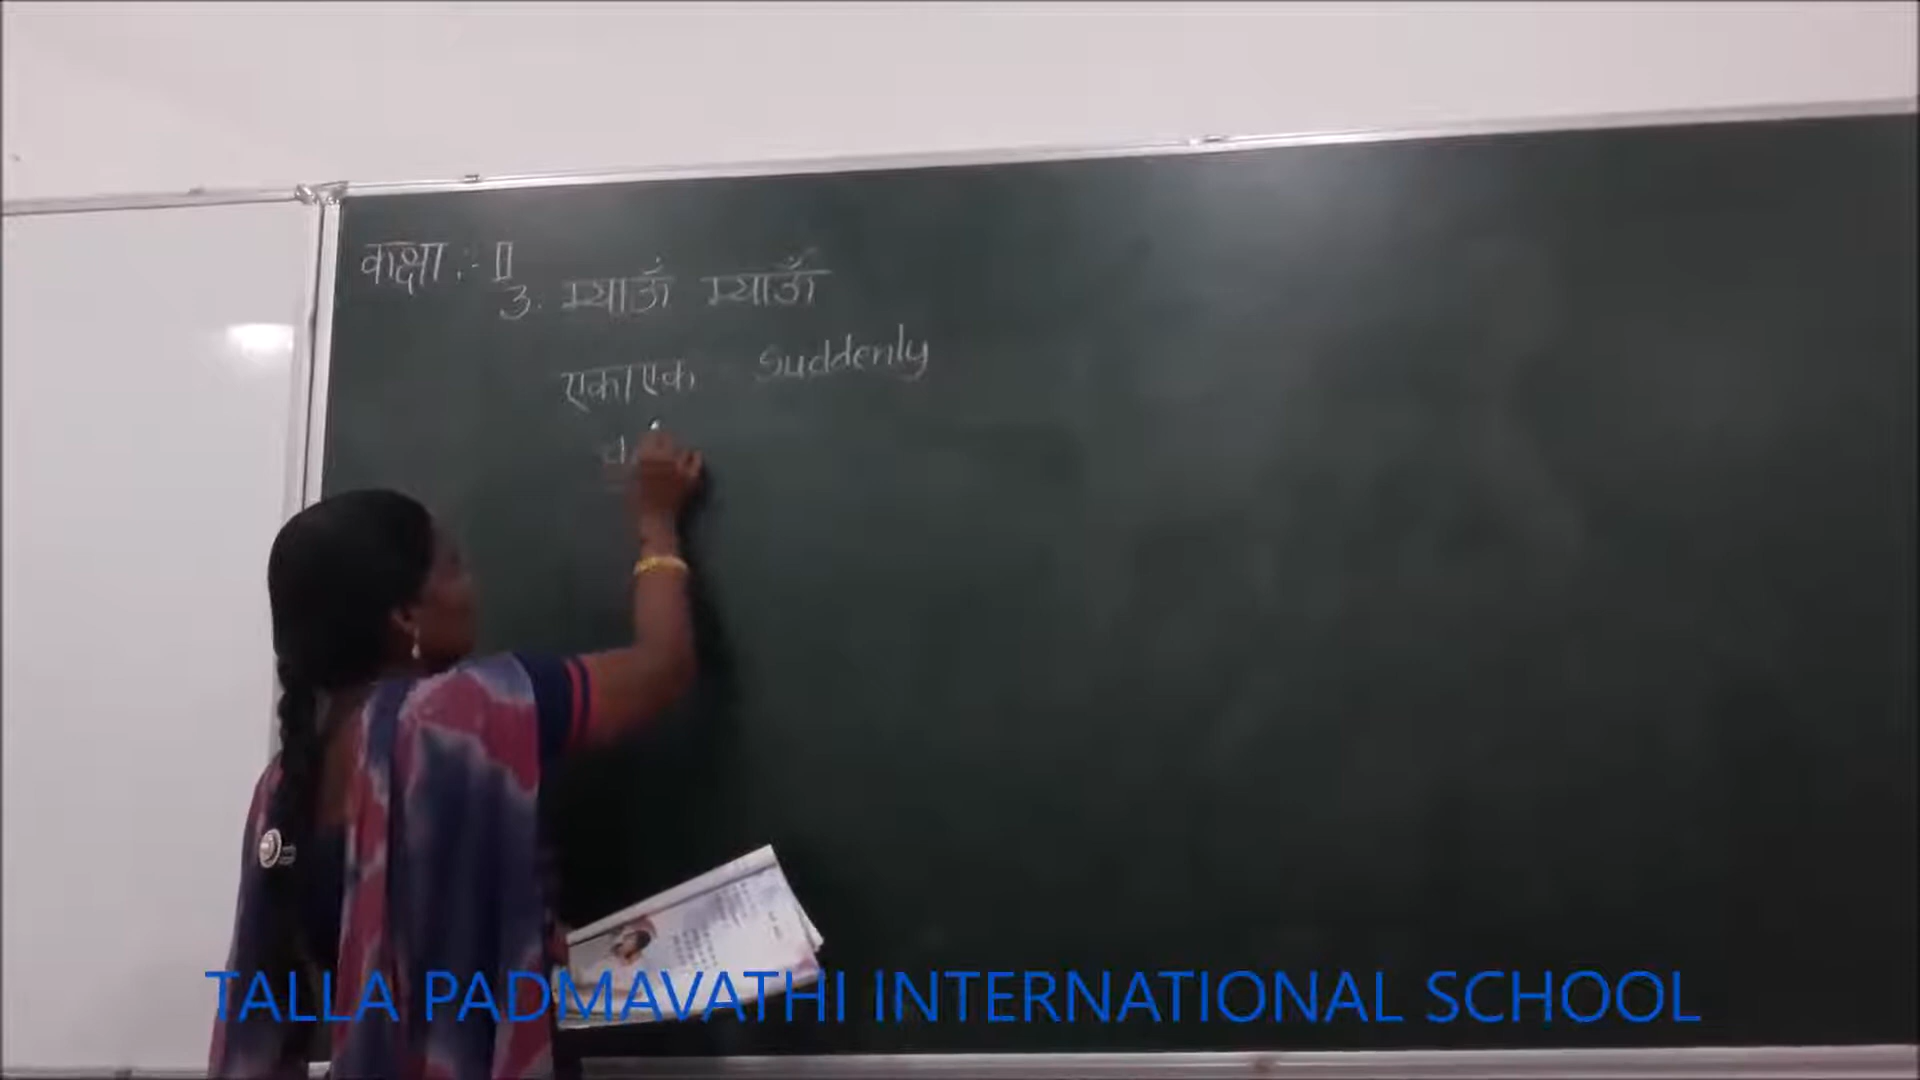 कक्षा :- II
3. म्याऊँ म्याऊँ
एकाएक Suddenly
TALLA PADMAVATHI INTERNATIONAL SCHOOL